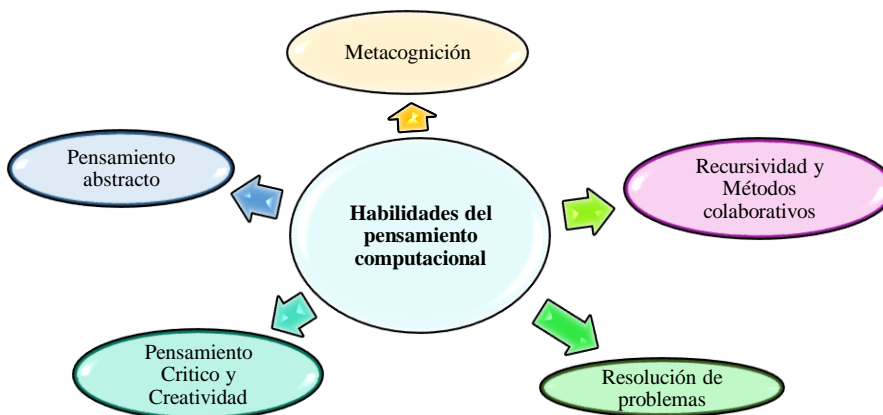 Metacognición
Pensamiento
abstracto
Recursividad y
Métodos
colaborativos
Habilidades del
pensamiento
computacional
Pensamiento
Critico y
Creatividad
Resolución de
problemas